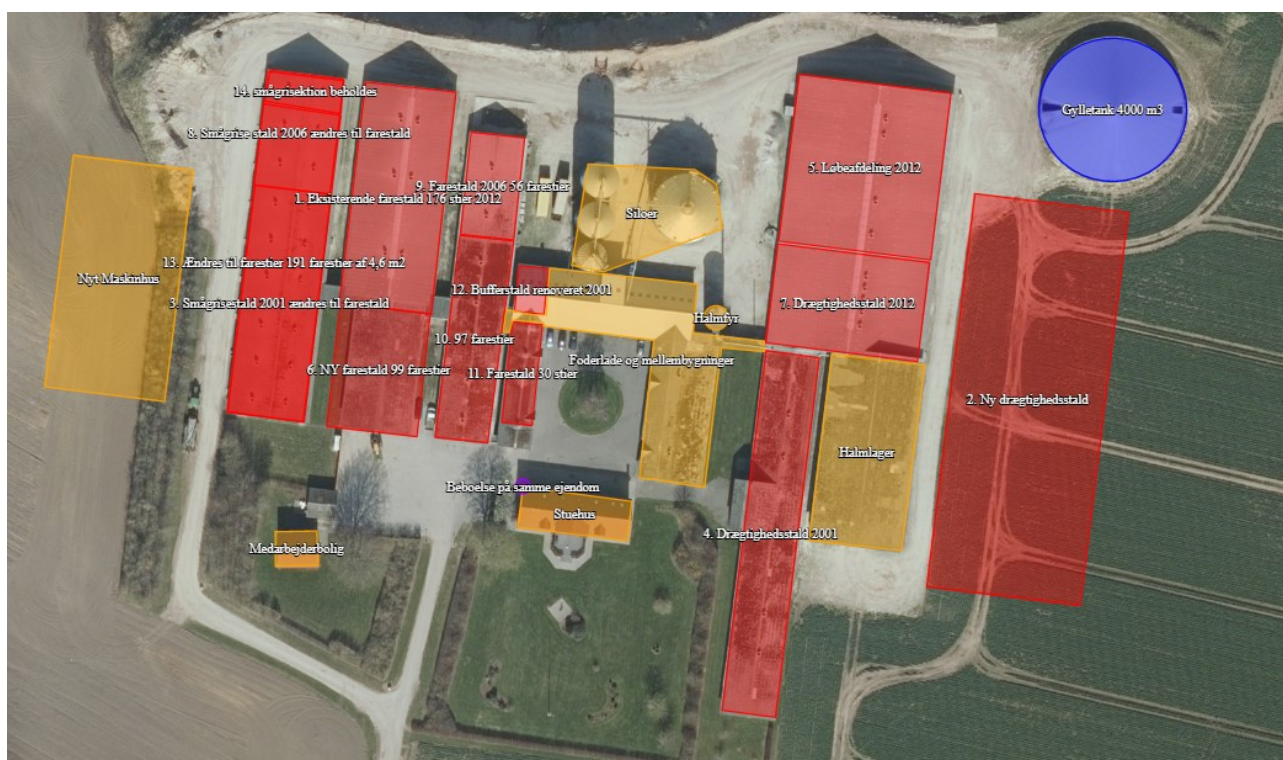 14. smågrisektion beholdes
Gylletank 4000 m3
8. Smågrise stald 2006 ændres til farestald
5. Løbeafdeling 2012
9. Farestald 2006 56 farestier
1. Eksisterende farestald 176 stier 2012
Siloer
13. Ændres til farestier 191 farestier af 4,6 m2
Nyt Maskinhus
12. Bufferstald renoveret 2001
7. Drægtighedsstald 2012
3. Smågrisestald 2001 ændres til farestald
Halmfyr
10. 97 farestier
Foderlade og mellembygninger
6. NY farestald 99 farestier
11. Farestald 30 stier
2. Ny drægtighedsstald
Halmlager
Beboelse på samme ejendom
Stuehus
4. Drægtighedsstald 2001
Medarbejderbolig